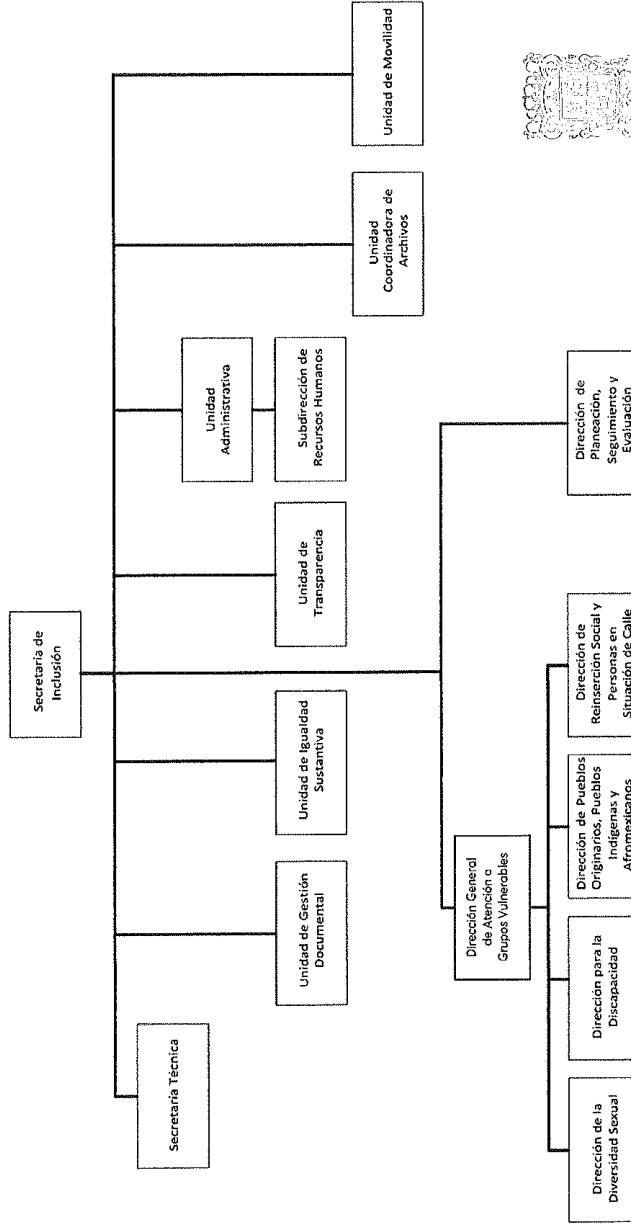 Secretaría de
Inclusión
Secretaría Técnica
Unidad de Gestión
Documental
Unidad de Igualdad
Sustantiva
Unidad de
Transparencia
Unidad
Administrativa
Subdirección de
Recursos Humanos
Unidad
Coordinadora de
Archivos
Unidad de Movilidad
Dirección General
de Atención a
Grupos Vulnerables
Dirección de la
Diversidad Sexual
Dirección para la
Discapacidad
Dirección de Pueblos
Originarios, Pueblos
Indígenas y
Afromexicanos
Dirección de
Reinserción Social y
Personas en
Situación de Calle
Dirección de
Planeación,
Seguimiento y
Evaluación